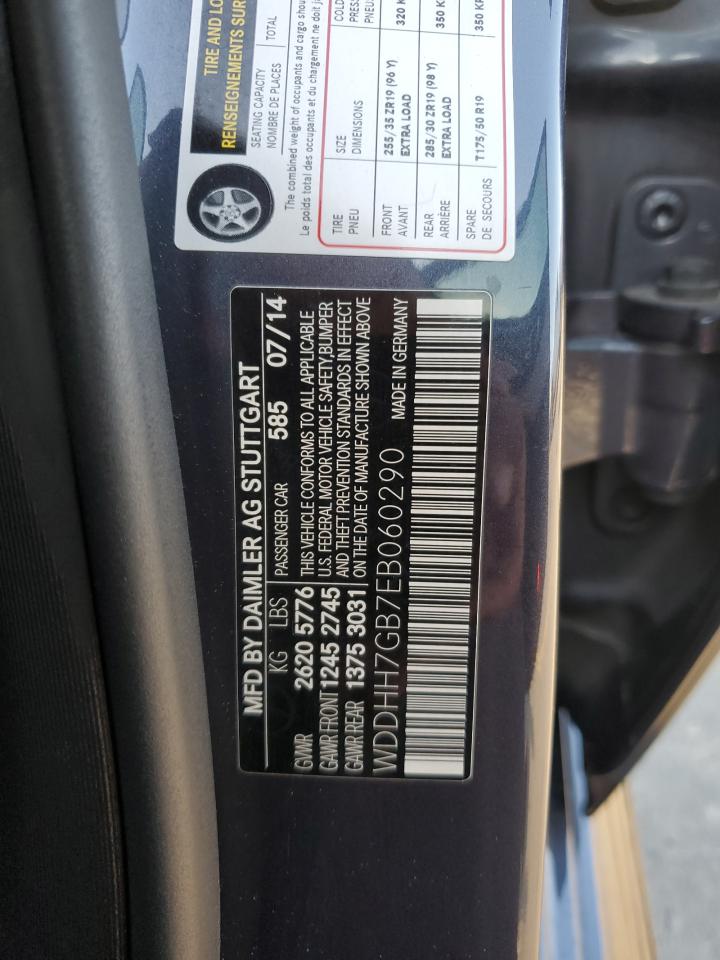 TIRE AND LO
RENSEIGNEMENTS SUR
SEATING CAPACITY
NOMBRE DE PLACES
TOTAL
The combined weight of occupants and cargo shou
Le poids total des occupants et du chargement ne doit j
TIRE
PNEU
SIZE
DIMENSIONS
COLD
PRESS
PNEU
FRONT
AVANT
255/35 ZR19 (96 Y)
EXTRA LOAD
320 K
REAR
ARRIÈRE
285/30 ZR19 (98 Y)
EXTRA LOAD
350 KP
SPARE
DE SECOURS
T175/50 R19
350 KP
MFD BY DAIMLER AG STUTTGART
KG LBS PASSENGER CAR 585 07/14
GVWR 2620 5776 THIS VEHICLE CONFORMS TO ALL APPLICABLE
GAWR FRONT 1245 2745 U.S. FEDERAL MOTOR VEHICLE SAFETY,BUMPER
GAWR REAR 1375 3031 AND THEFT PREVENTION STANDARDS IN EFFECT
ON THE DATE OF MANUFACTURE SHOWN ABOVE
WDDHH7GB7EB060290 MADE IN GERMANY